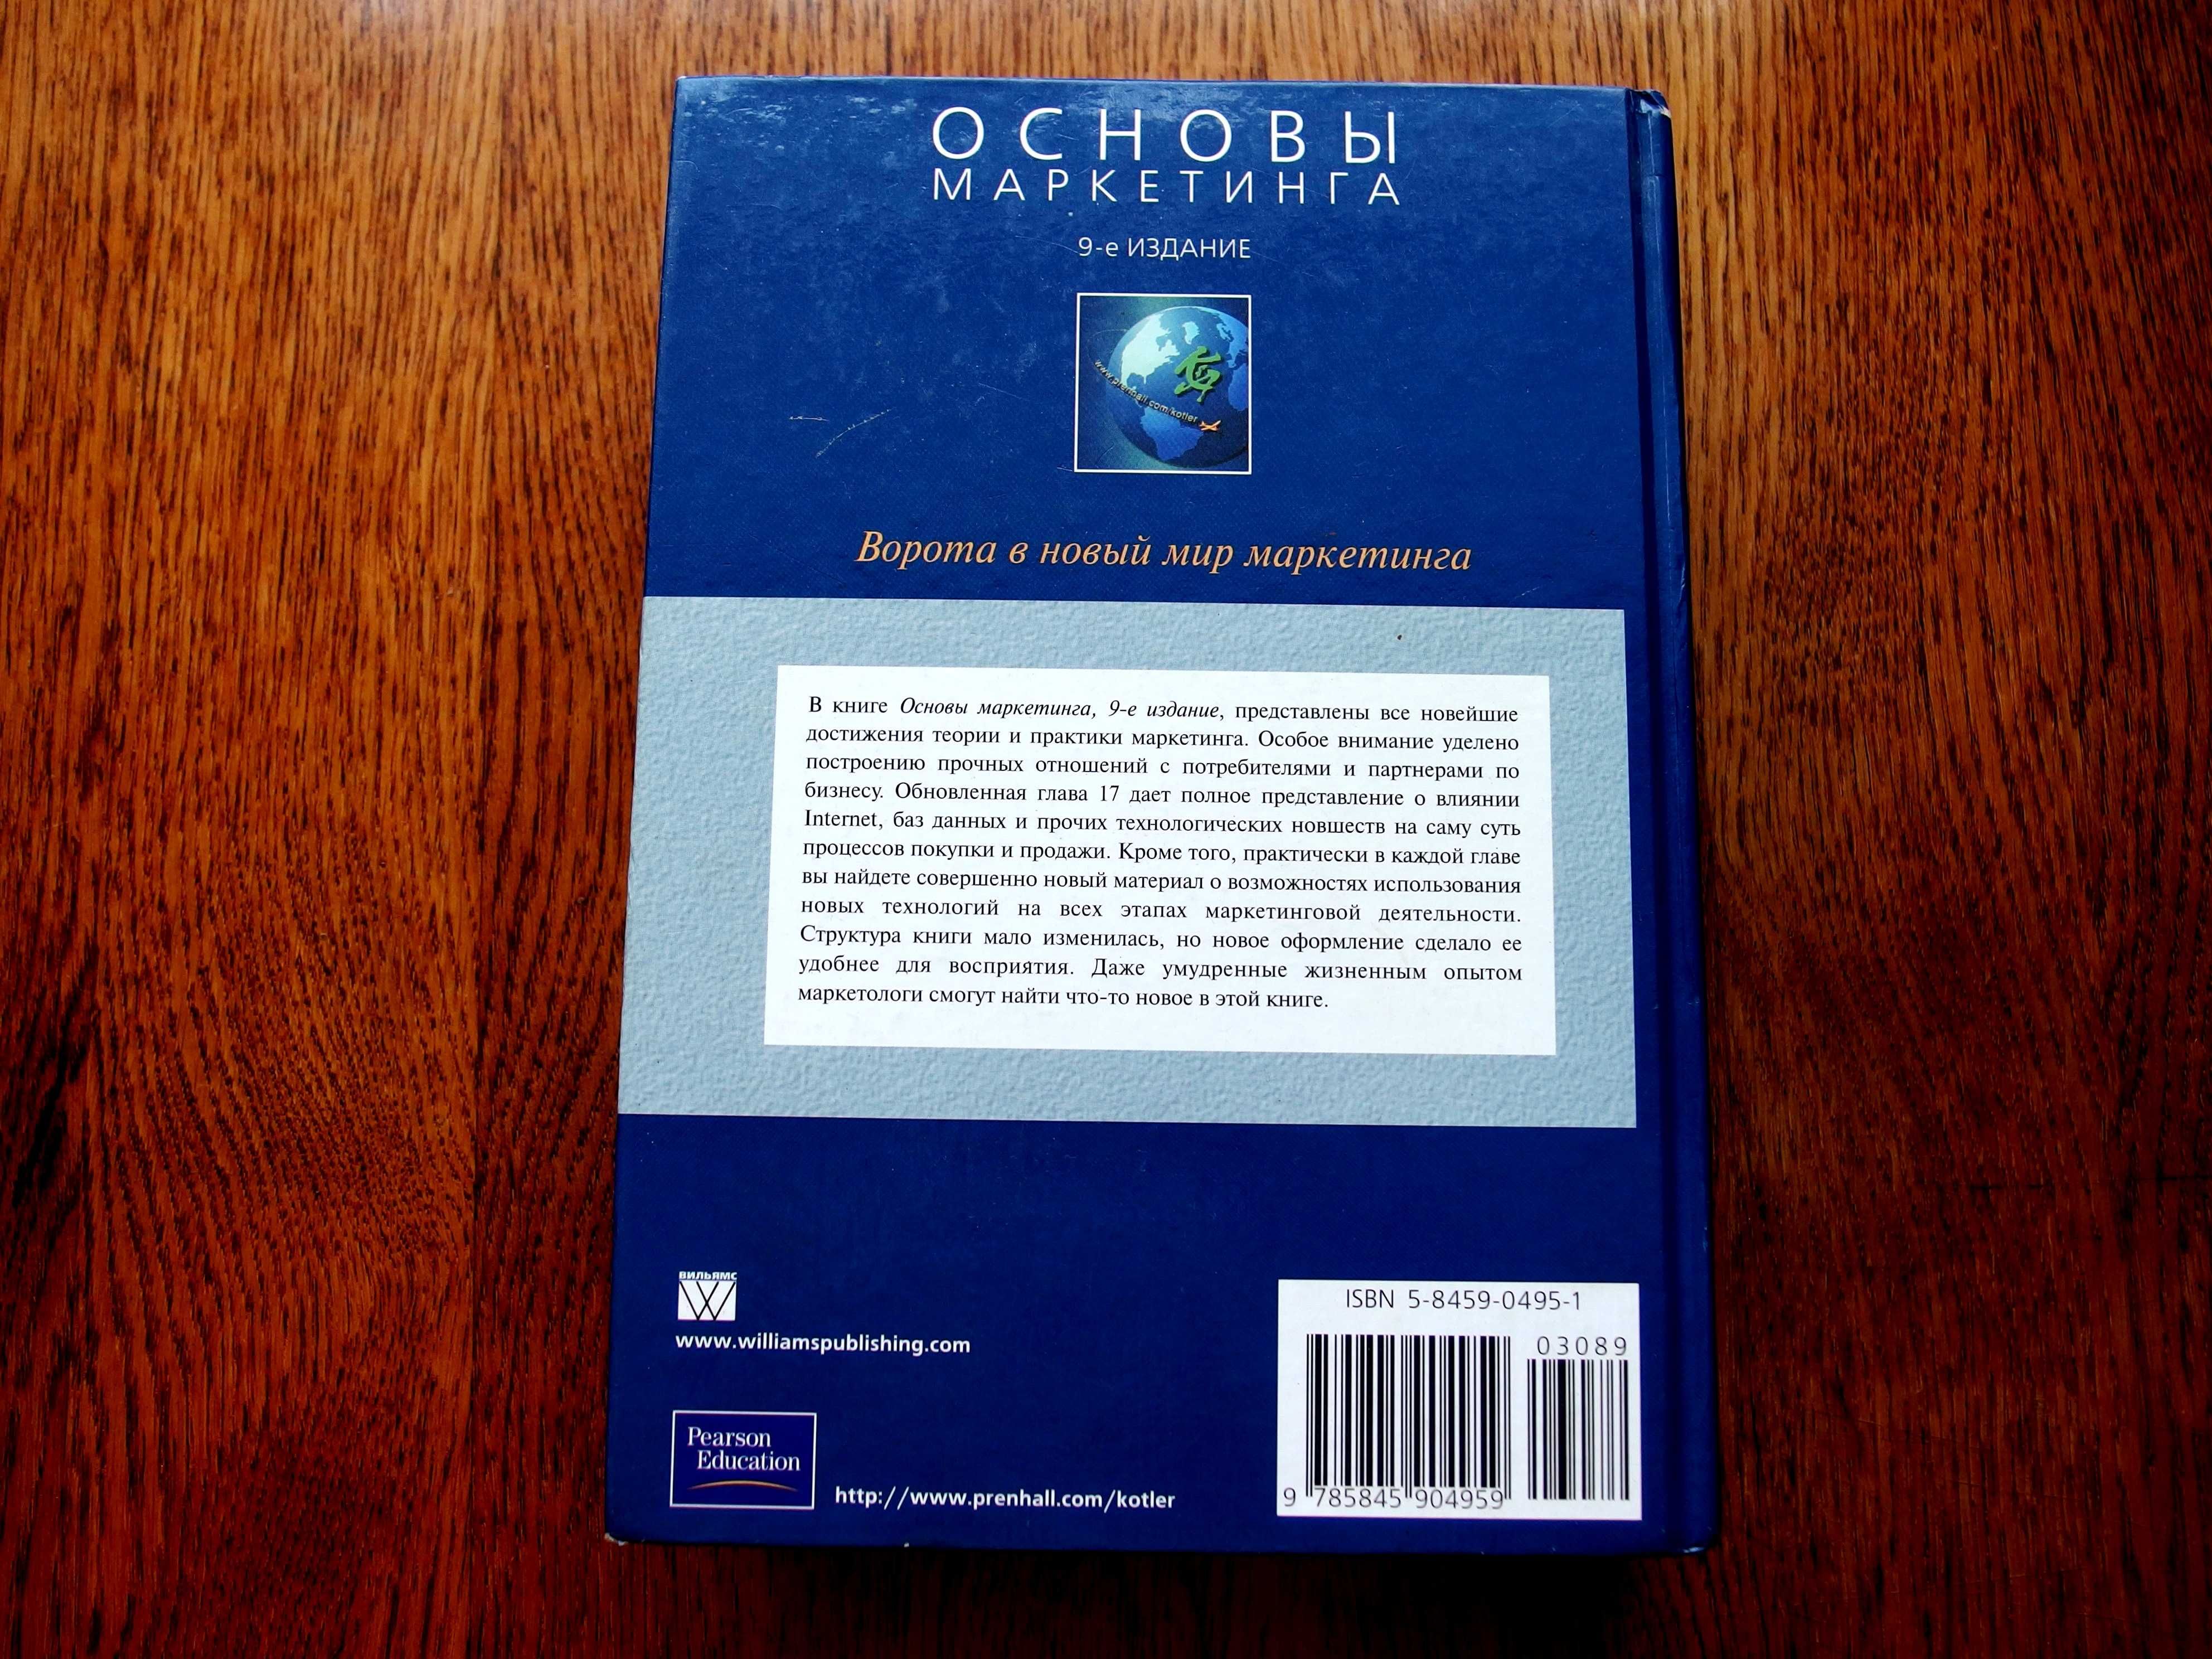 ОСНОВЫ
МАРКЕТИНГА
9-е ИЗДАНИЕ
www.prenhall.com/kotler
Ворота в новый мир маркетинга
В книге Основы маркетинга, 9-е издание, представлены все новейшие
достижения теории и практики маркетинга. Особое внимание уделено
построению прочных отношений с потребителями и партнерами по
бизнесу. Обновленная глава 17 дает полное представление о влиянии
Internet, баз данных и прочих технологических новшеств на саму суть
процессов покупки и продажи. Кроме того, практически в каждой главе
вы найдете совершенно новый материал о возможностях использования
новых технологий на всех этапах маркетинговой деятельности.
Структура книги мало изменилась, но новое оформление сделало ее
удобнее для восприятия. Даже умудренные жизненным опытом
маркетологи смогут найти что-то новое в этой книге.
ВИЛЬЯМС
www.williamspublishing.com
Pearson
Education
http://www.prenhall.com/kotler
ISBN 5-8459-0495-1
03089
9 785845 904959